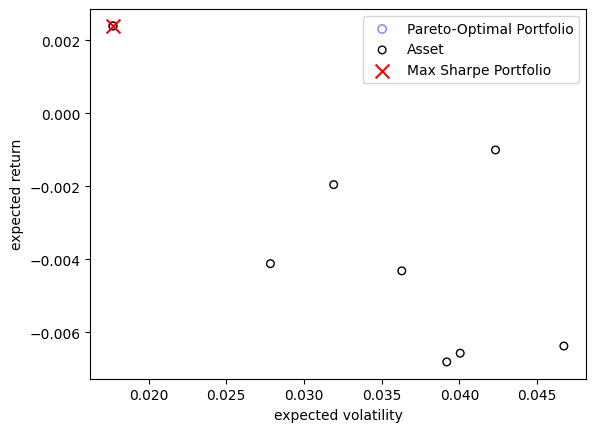 Pareto-Optimal Portfolio
Asset
Max Sharpe Portfolio
0.002
0.000
−0.002
−0.004
−0.006
expected return
0.020 0.025 0.030 0.035 0.040 0.045
expected volatility